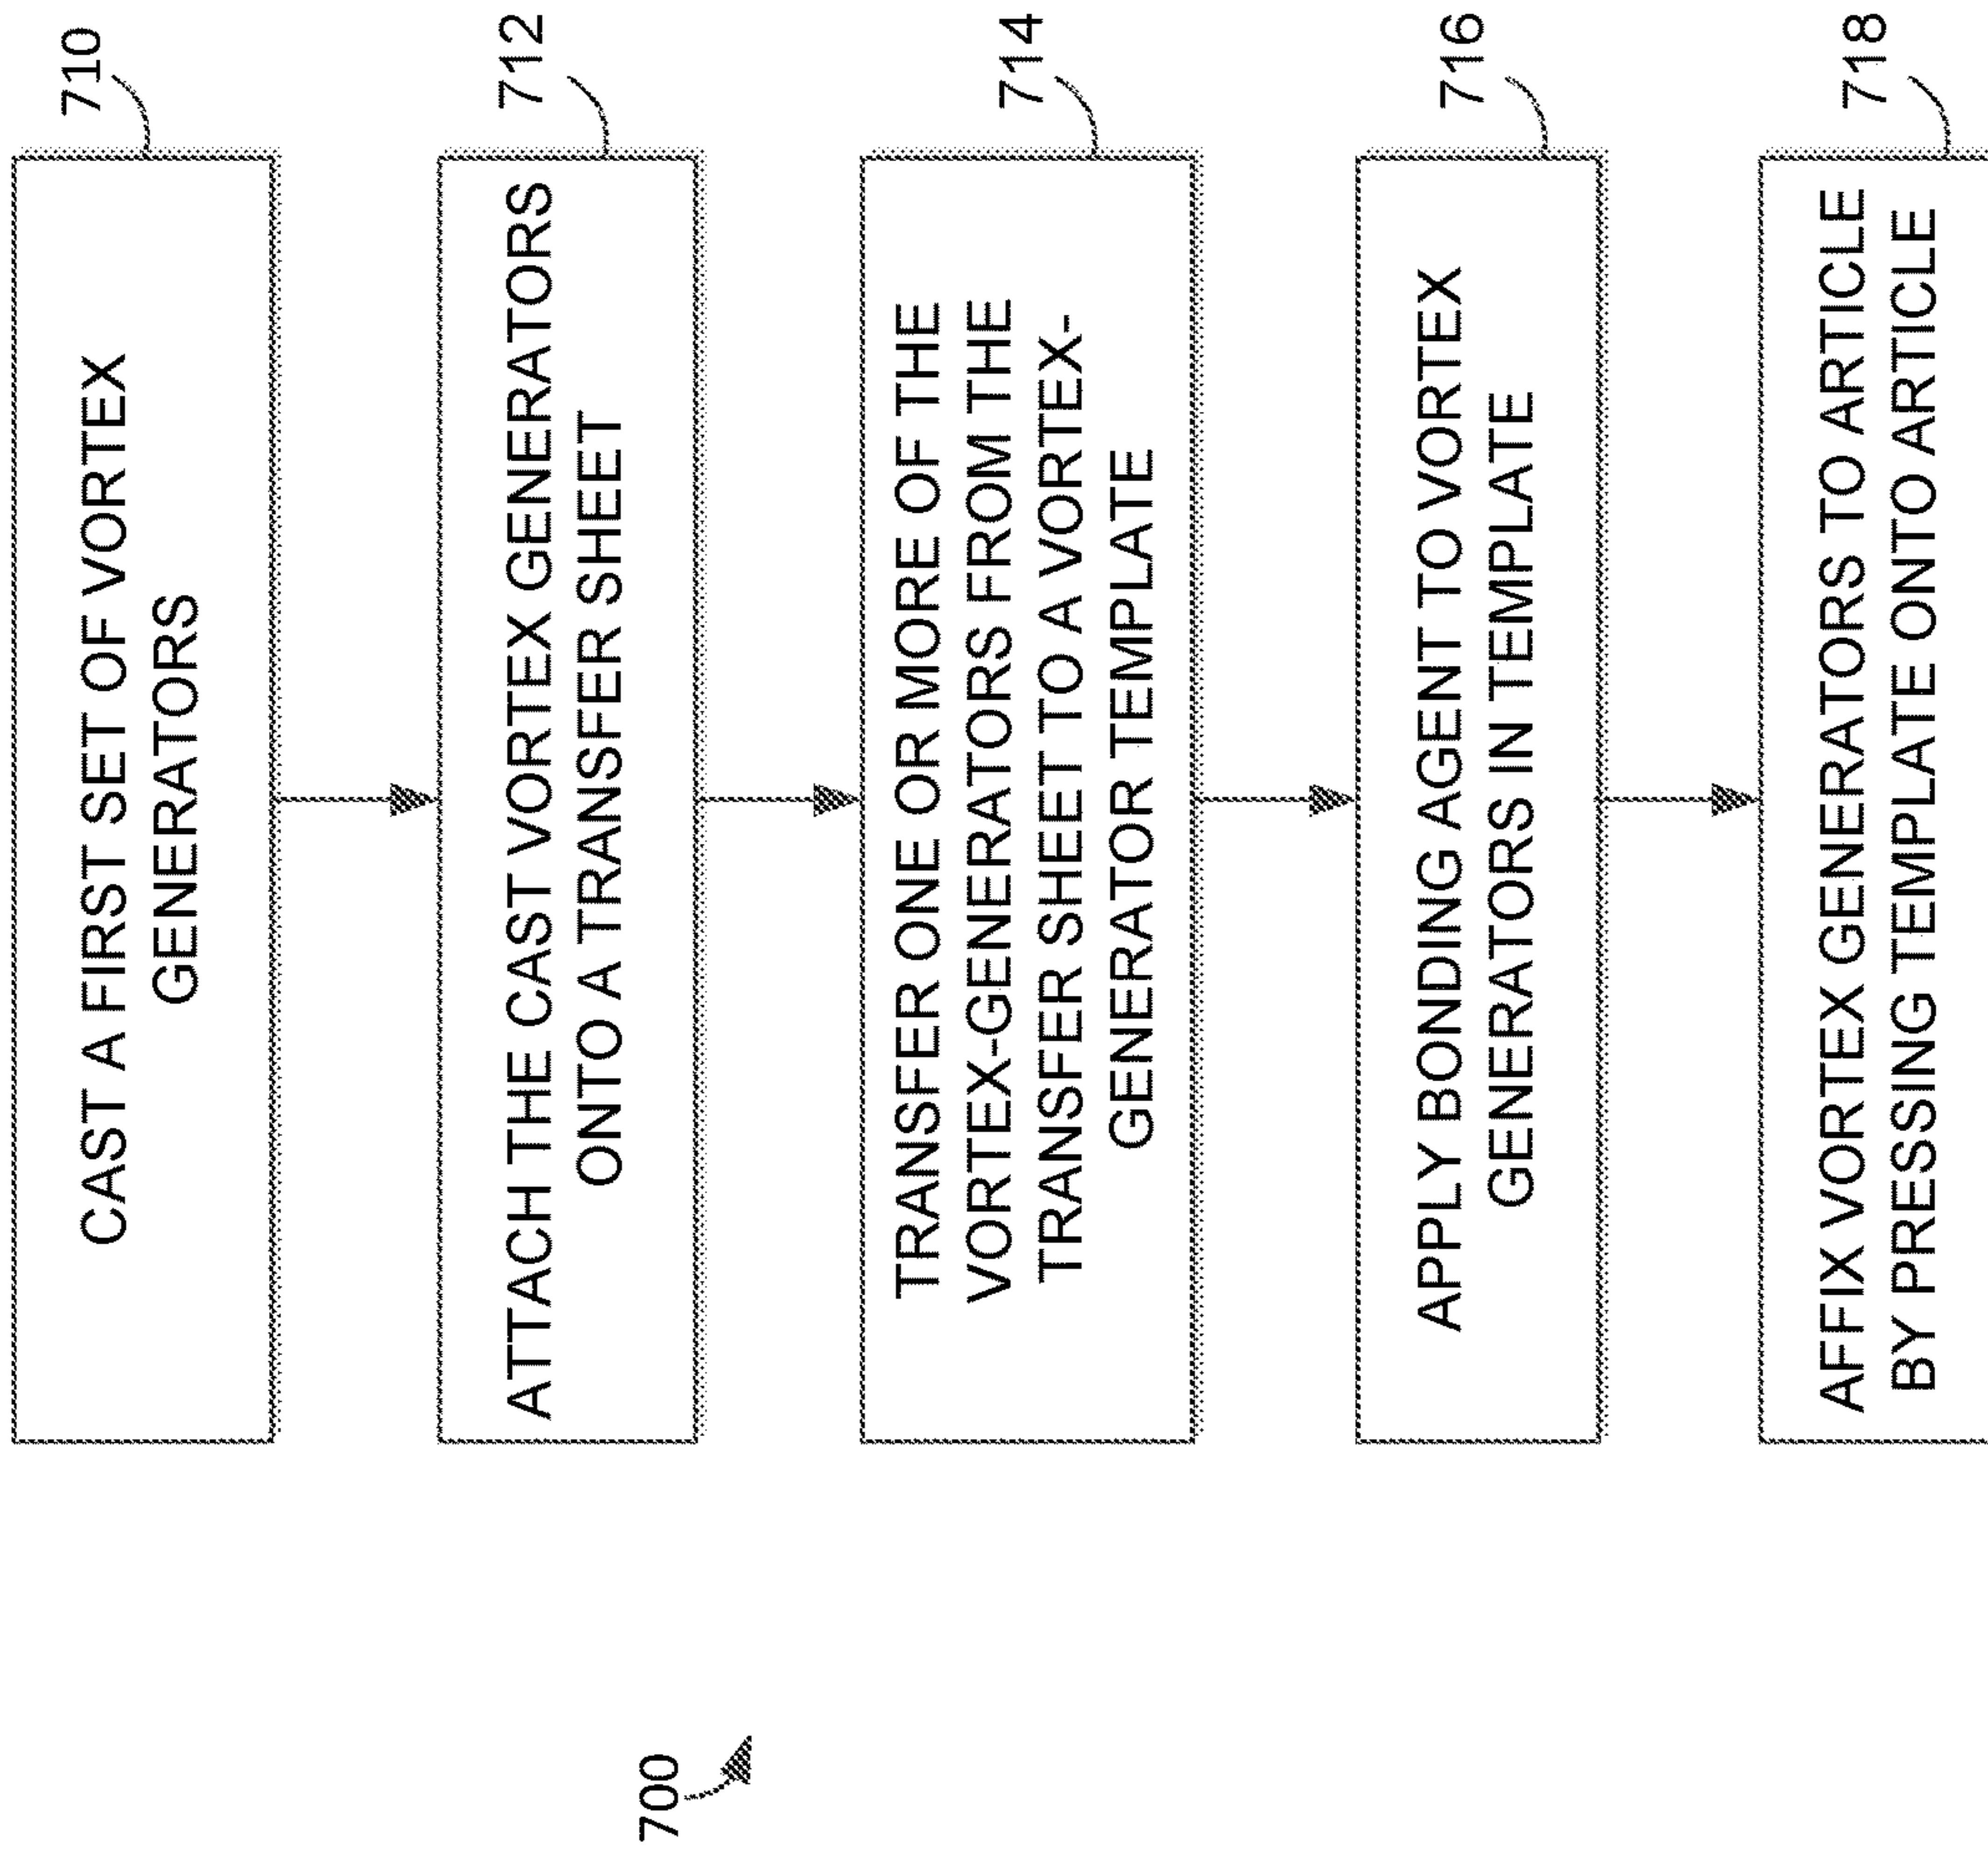 700
710
CAST A FIRST SET OF VORTEX
GENERATORS
712
ATTACH THE CAST VORTEX GENERATORS
ONTO A TRANSFER SHEET
714
TRANSFER ONE OR MORE OF THE
VORTEX-GENERATORS FROM THE
TRANSFER SHEET TO A VORTEX-
GENERATOR TEMPLATE
716
APPLY BONDING AGENT TO VORTEX
GENERATORS IN TEMPLATE
718
AFFIX VORTEX GENERATORS TO ARTICLE
BY PRESSING TEMPLATE ONTO ARTICLE